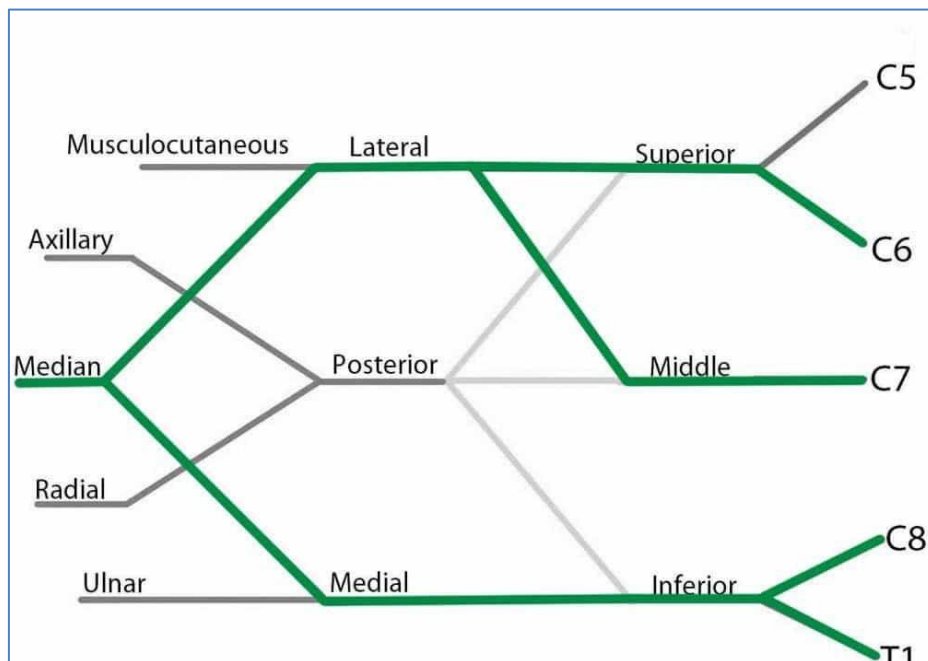 C5
Musculocutaneous Lateral Superior
Axillary C6
Median Posterior Middle C7
Radial
C8
Ulnar Medial Inferior
T1